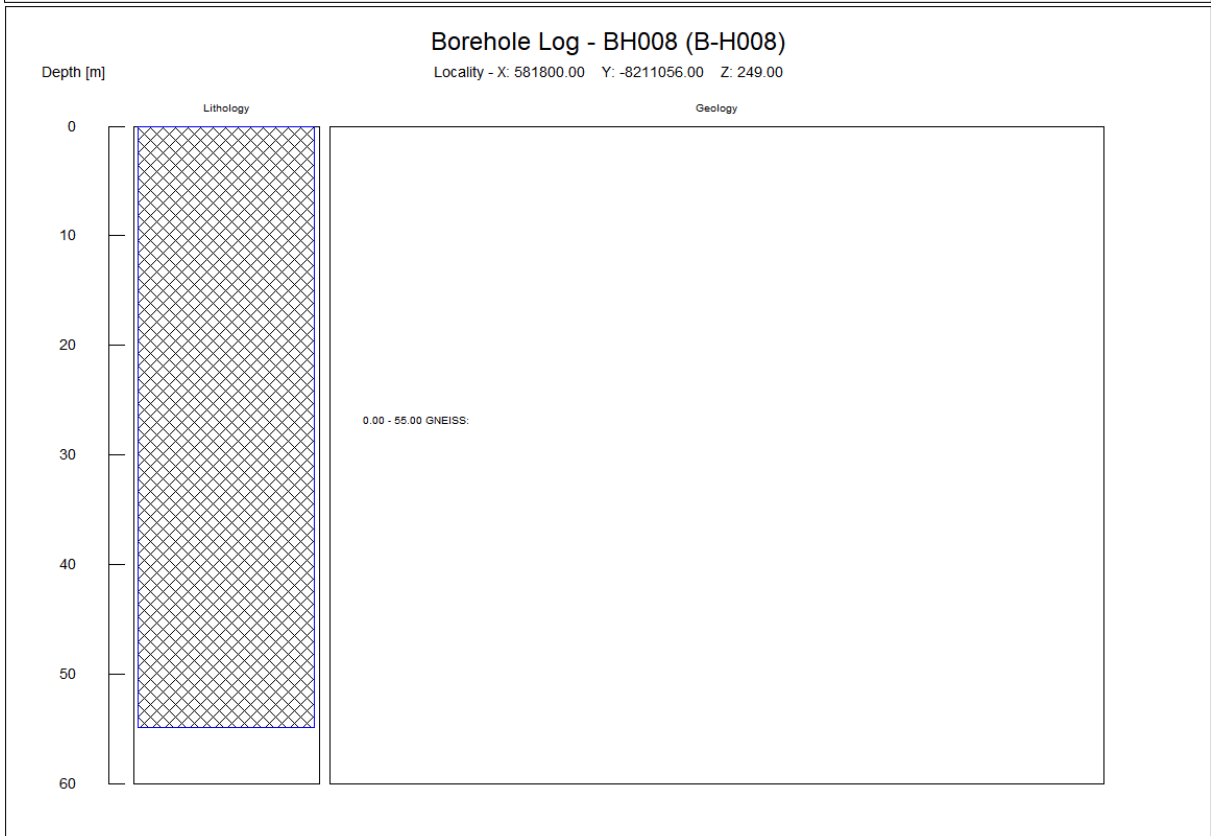 Borehole Log - BH008 (B-H008)
Depth [m]
Locality - X: 581800.00 Y: -8211056.00 Z: 249.00
Lithology
Geology
0
10
20
0.00 - 55.00 GNEISS:
30
40
50
60